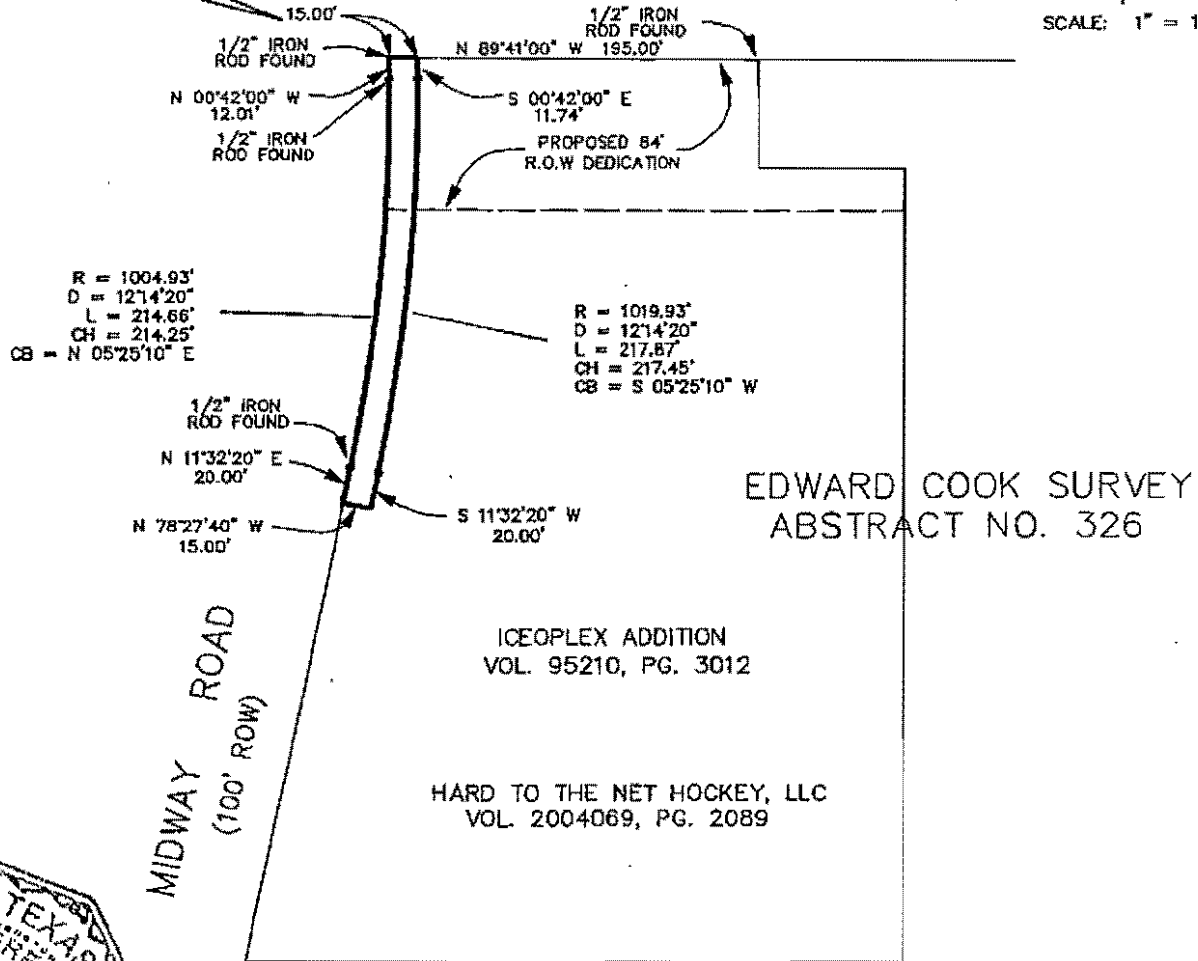 15.00'
1/2" IRON
ROD FOUND
SCALE: 1" = 1
1/2" IRON
ROD FOUND
N 89°41'00" W 195.00'
N 00°42'00" W
12.01'
S 00°42'00" E
11.74'
1/2" IRON
ROD FOUND
PROPOSED 84'
R.O.W DEDICATION
R = 1004.93'
D = 12°14'20"
L = 214.66'
CH = 214.25'
CB = N 05°25'10" E
R = 1019.93'
D = 12°14'20"
L = 217.87'
CH = 217.45'
CB = S 05°25'10" W
1/2" IRON
ROD FOUND
N 11°32'20" E
20.00'
N 78°27'40" W
15.00'
S 11°32'20" W
20.00'
EDWARD COOK SURVEY
ABSTRACT NO. 326
ICEOPLEX ADDITION
VOL. 95210, PG. 3012
MIDWAY ROAD
(100' ROW)
HARD TO THE NET HOCKEY, LLC
VOL. 2004069, PG. 2089